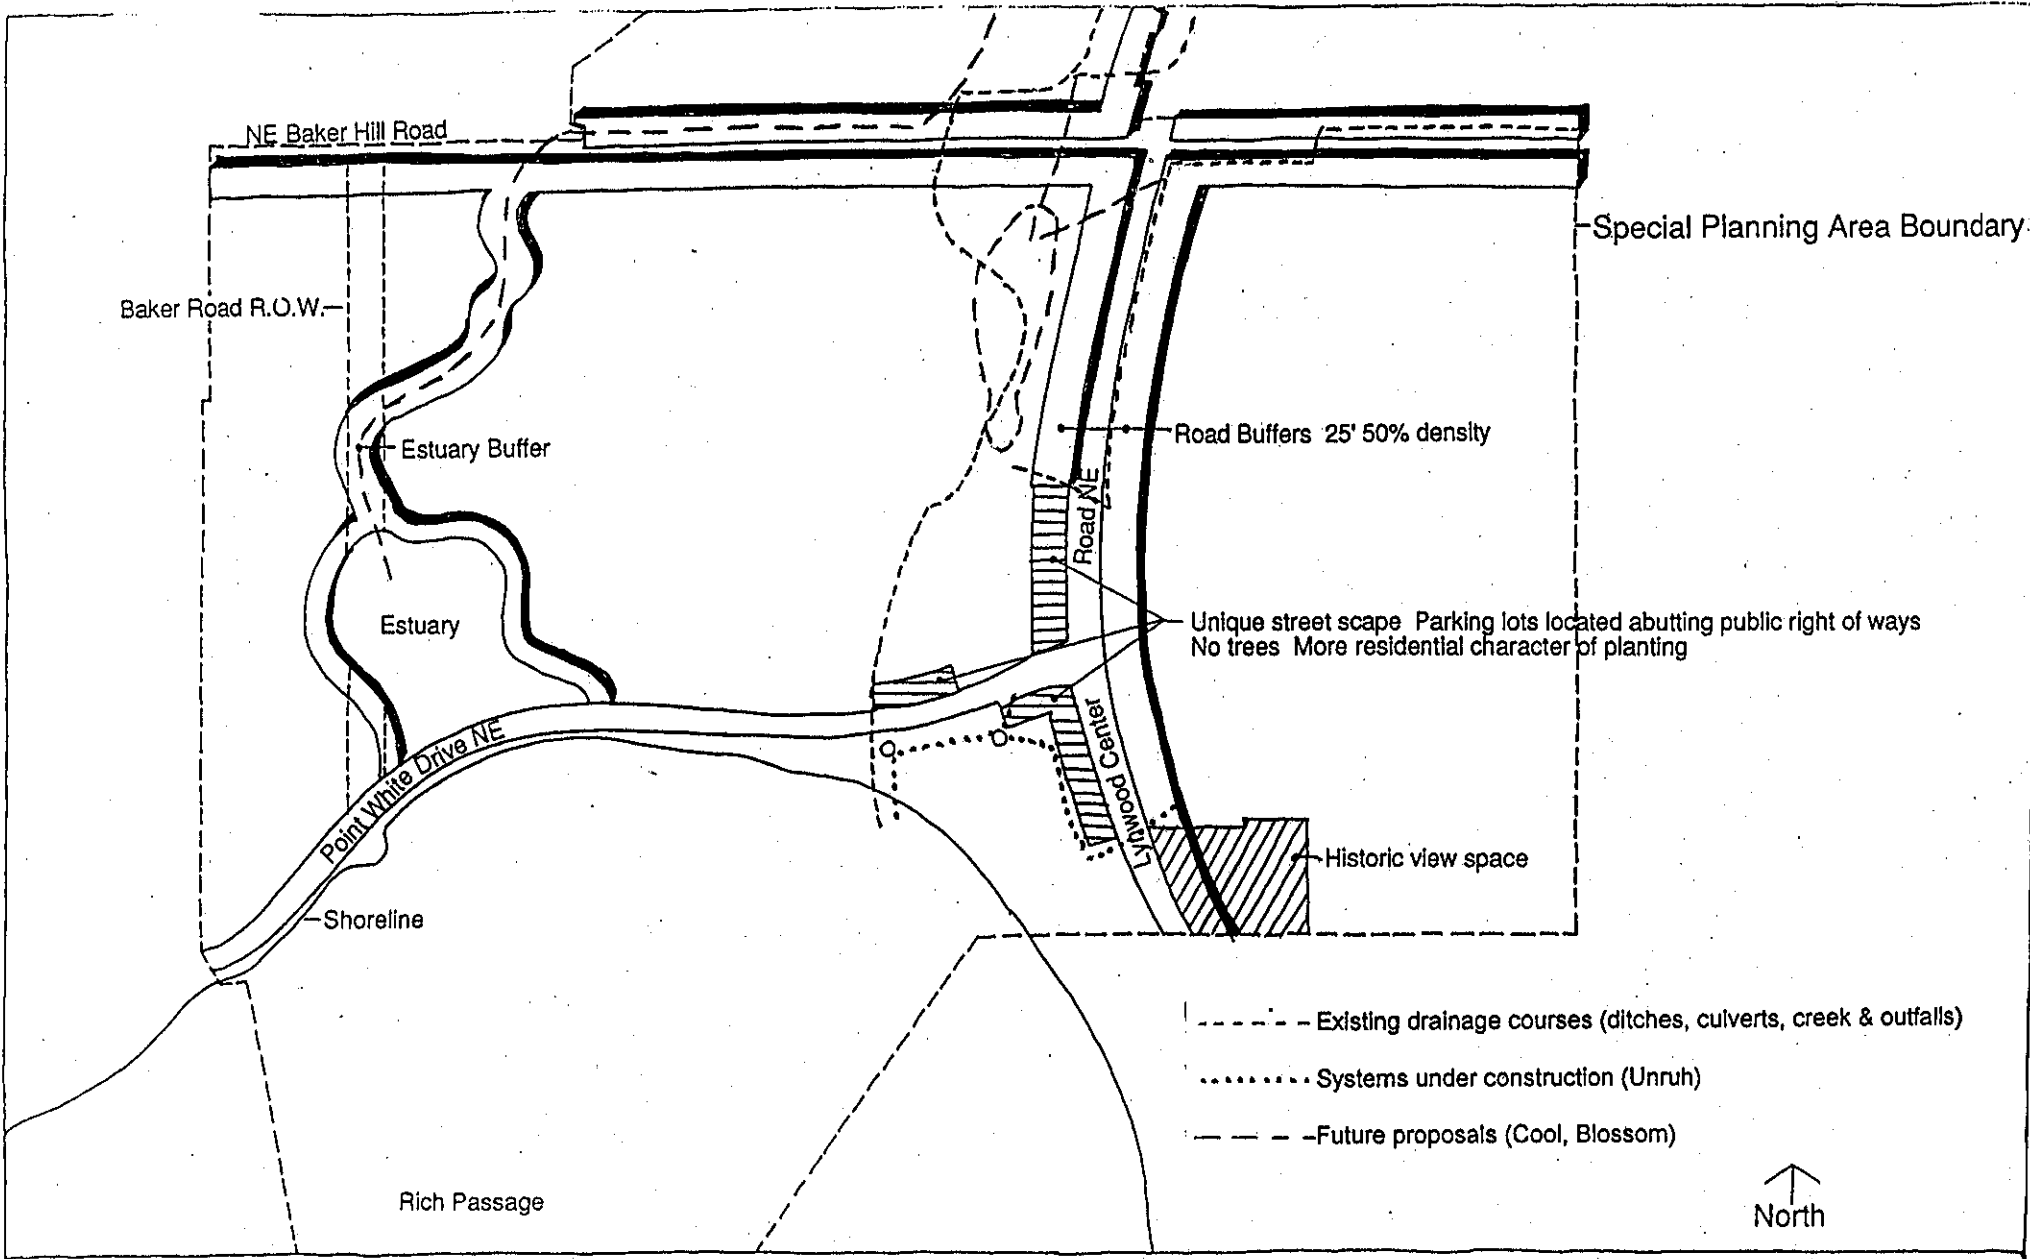 NE Baker Hill Road
Special Planning Area Boundary
Baker Road R.O.W.
Road Buffers 25' 50% density
Estuary Buffer
Road NE
Estuary
Unique street scape Parking lots located abutting public right of ways
No trees More residential character of planting
Point White Drive NE
Lynwood Center
Historic view space
Shoreline
Existing drainage courses (ditches, culverts, creek & outfalls)
Systems under construction (Unruh)
Future proposals (Cool, Blossom)
Rich Passage
North